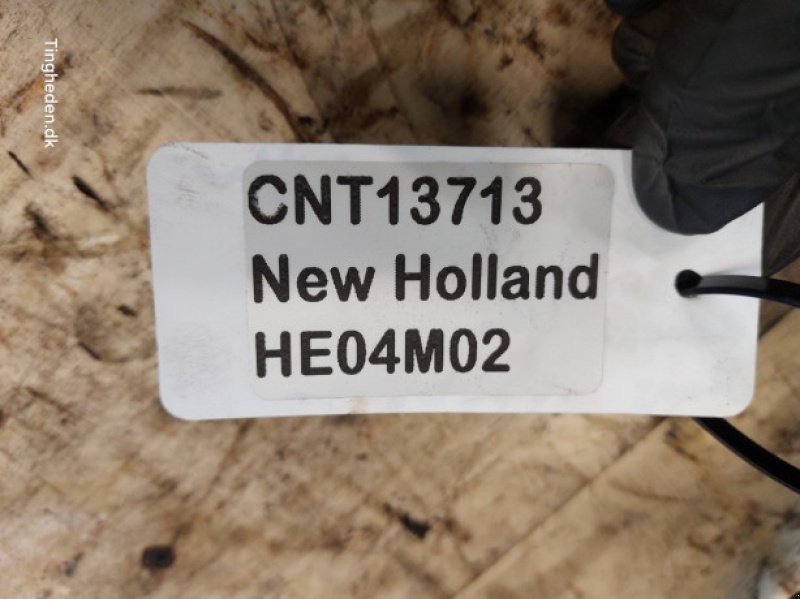 Tingheden.dk
CNT13713
New Holland
HE04M02